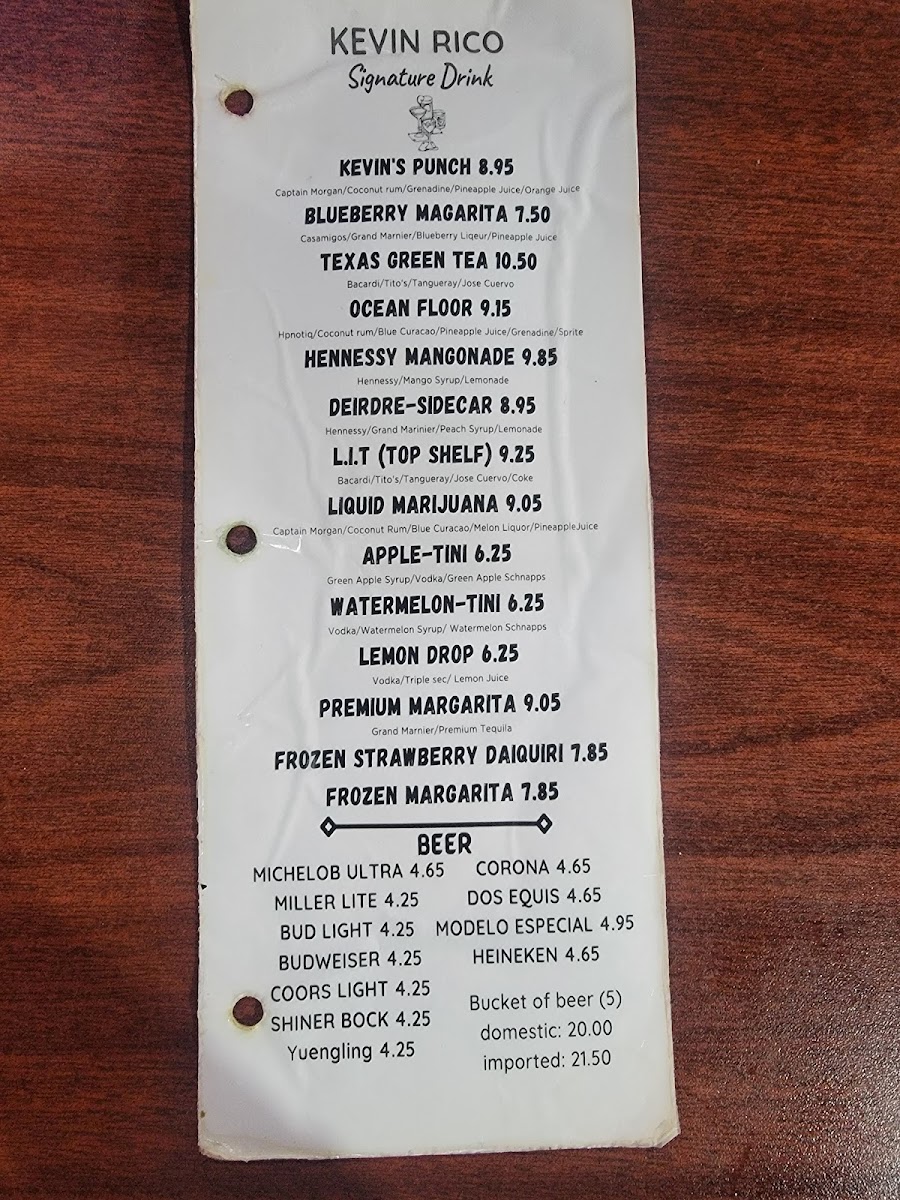 KEVIN RICO
Signature Drink
KEVIN'S PUNCH 8.95
Captain Morgan/Coconut rum/Grenadine/Pineapple Juice/Orange Juice
BLUEBERRY MAGARITA 7.50
Casamigos/Grand Marnier/Blueberry Liqeur/Pineapple Juice
TEXAS GREEN TEA 10.50
Bacardi/Tito's/Tangueray/Jose Cuervo
OCEAN FLOOR 9.15
Hpnotiq/Coconut rum/Blue Curacao/Pineapple Juice/Grenadine/Sprite
HENNESSY MANGONADE 9.85
Hennessy/Mango Syrup/Lemonade
DEIRDRE-SIDECAR 8.95
Hennessy/Grand Marinier/Peach Syrup/Lemonade
L.I.T (TOP SHELF) 9.25
Bacardi/Tito's/Tangueray/Jose Cuervo/Coke
LIQUID MARIJUANA 9.05
Captain Morgan/Coconut Rum/Blue Curacao/Melon Liquor/PineappleJuice
APPLE-TINI 6.25
Green Apple Syrup/Vodka/Green Apple Schnapps
WATERMELON-TINI 6.25
Vodka/Watermelon Syrup/ Watermelon Schnapps
LEMON DROP 6.25
Vodka/Triple sec/ Lemon Juice
PREMIUM MARGARITA 9.05
Grand Marnier/Premium Tequila
FROZEN STRAWBERRY DAIQUIRI 7.85
FROZEN MARGARITA 7.85
BEER
MICHELOB ULTRA 4.65
MILLER LITE 4.25
BUD LIGHT 4.25
BUDWEISER 4.25
COORS LIGHT 4.25
SHINER BOCK 4.25
Yuengling 4.25
CORONA 4.65
DOS EQUIS 4.65
MODELO ESPECIAL 4.95
HEINEKEN 4.65
Bucket of beer (5)
domestic: 20.00
imported: 21.50